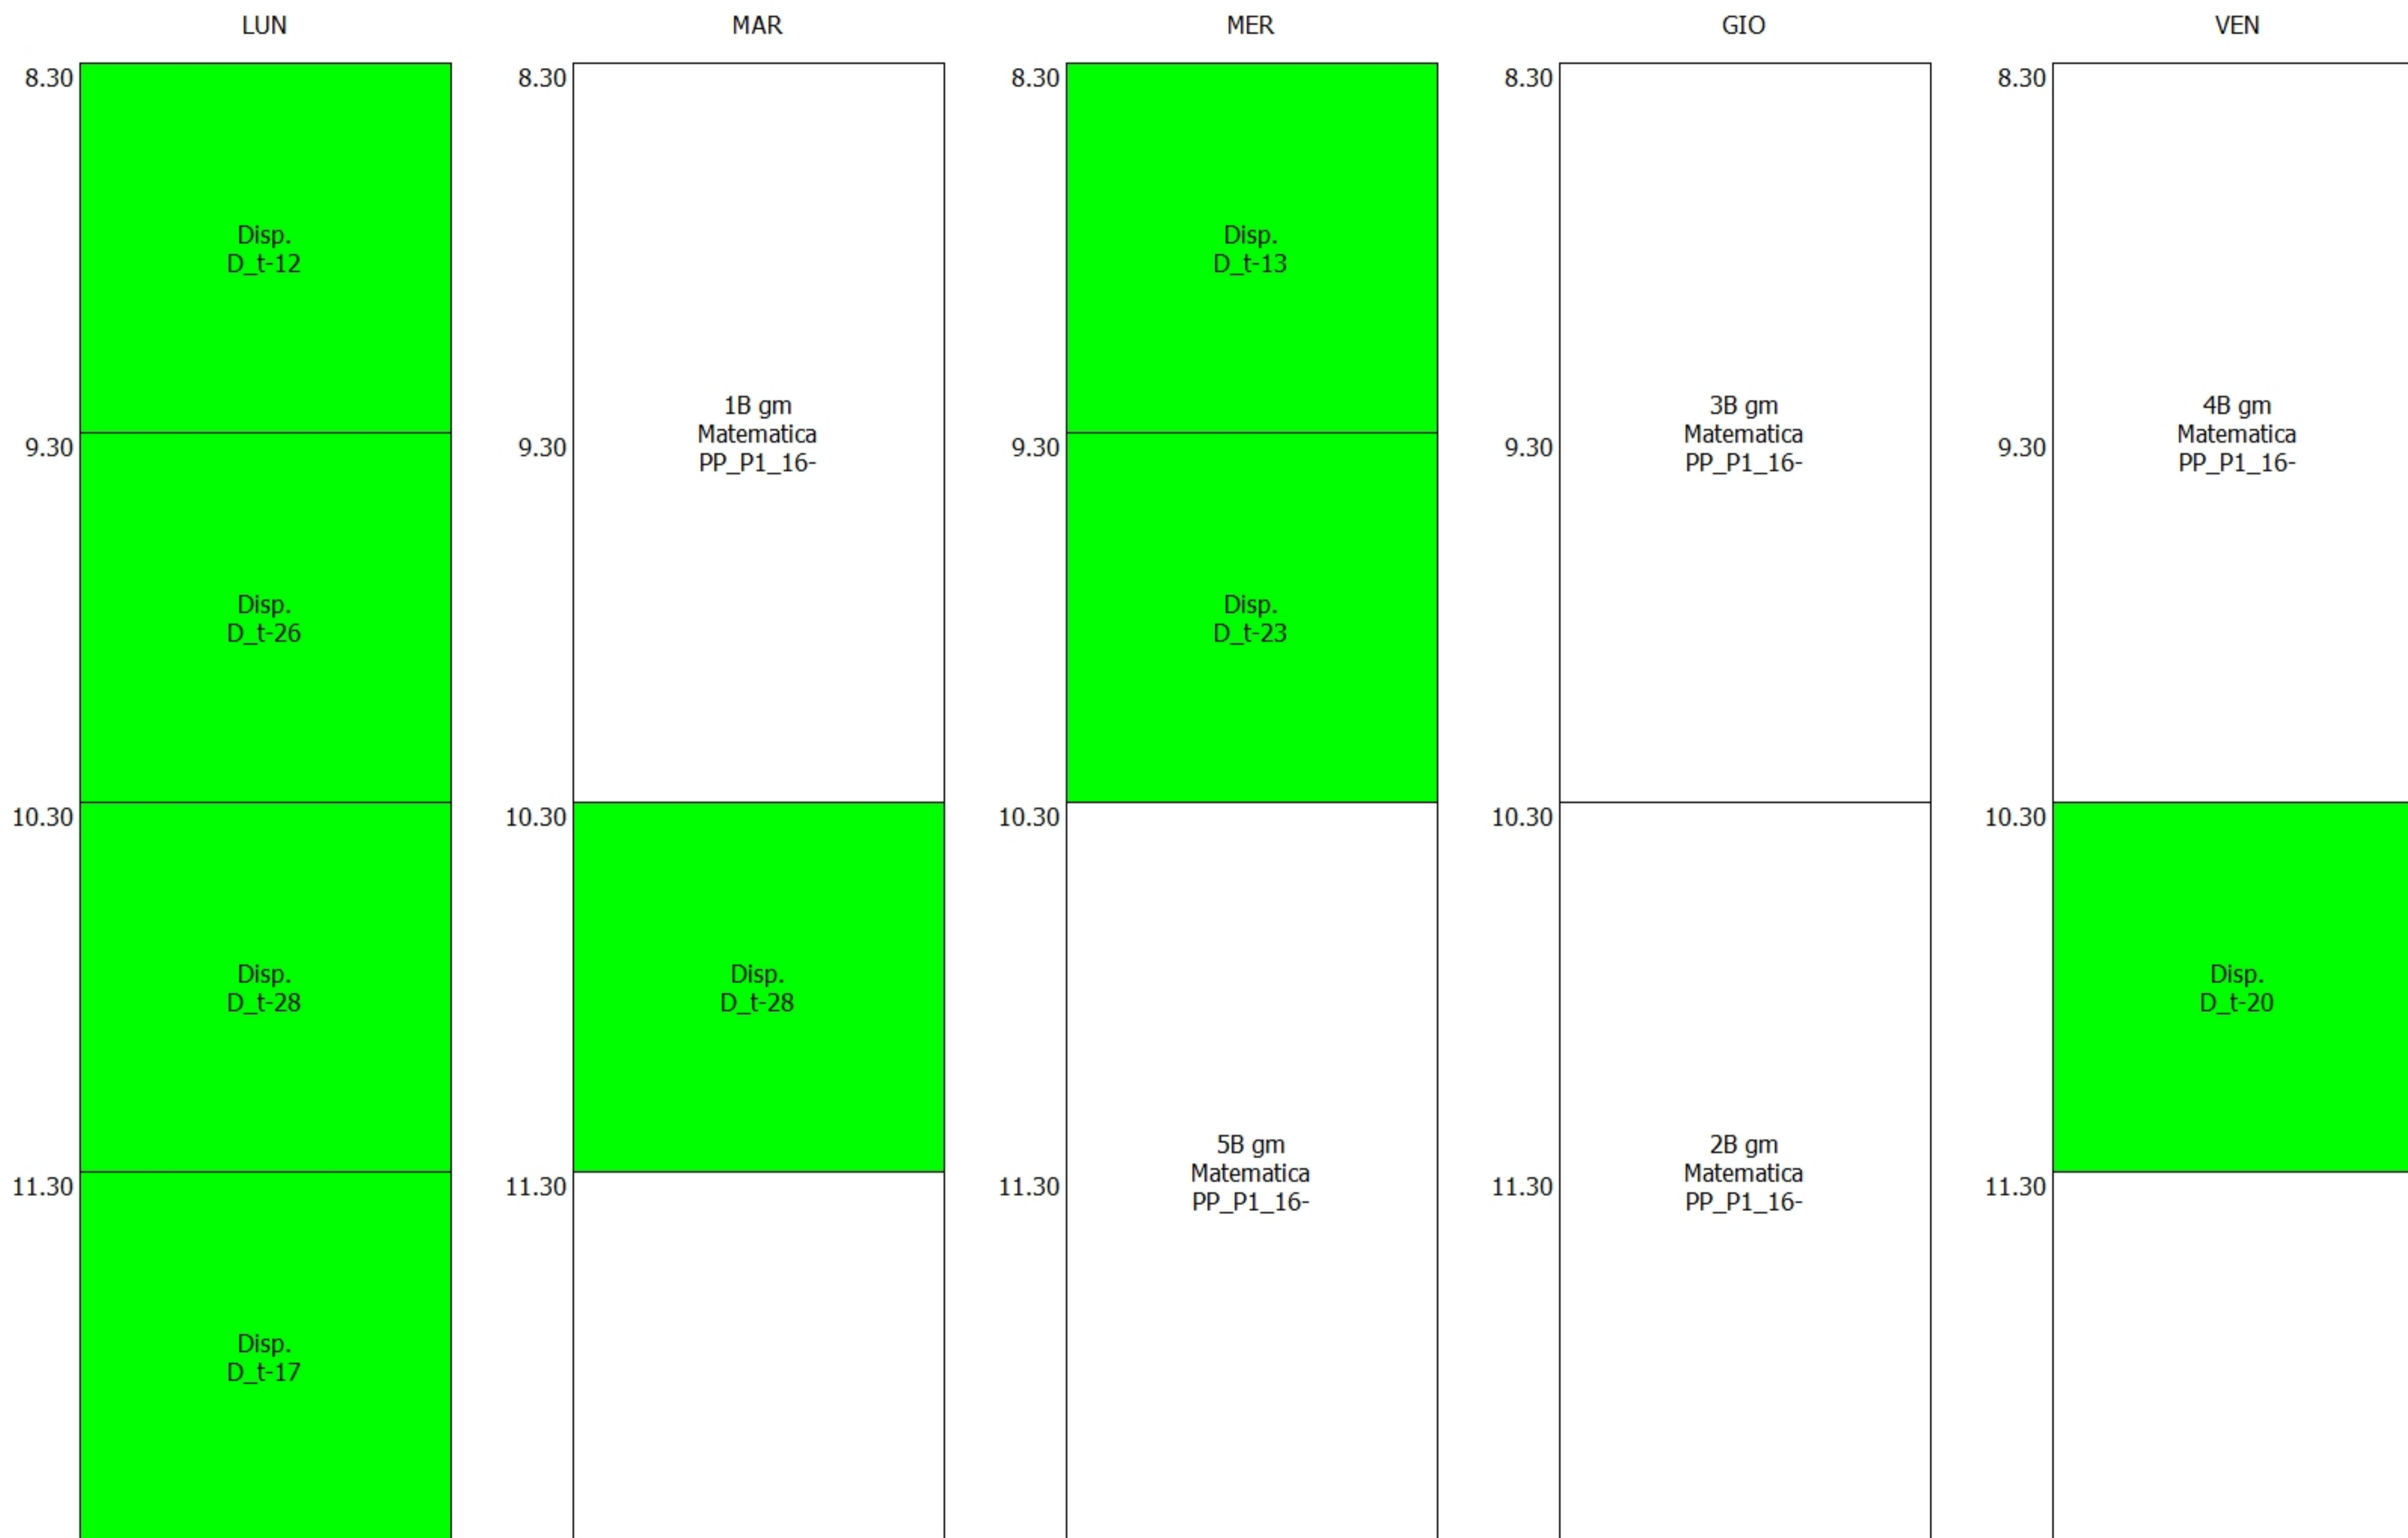 LUN
MAR
MER
GIO
VEN
8.30
Disp.
D_t-12
9.30
Disp.
D_t-26
10.30
Disp.
D_t-28
11.30
Disp.
D_t-17
8.30
1B gm
Matematica
PP_P1_16-
9.30
10.30
Disp.
D_t-28
11.30
8.30
Disp.
D_t-13
9.30
Disp.
D_t-23
10.30
5B gm
Matematica
PP_P1_16-
11.30
8.30
3B gm
Matematica
PP_P1_16-
9.30
10.30
2B gm
Matematica
PP_P1_16-
11.30
8.30
4B gm
Matematica
PP_P1_16-
9.30
10.30
Disp.
D_t-20
11.30